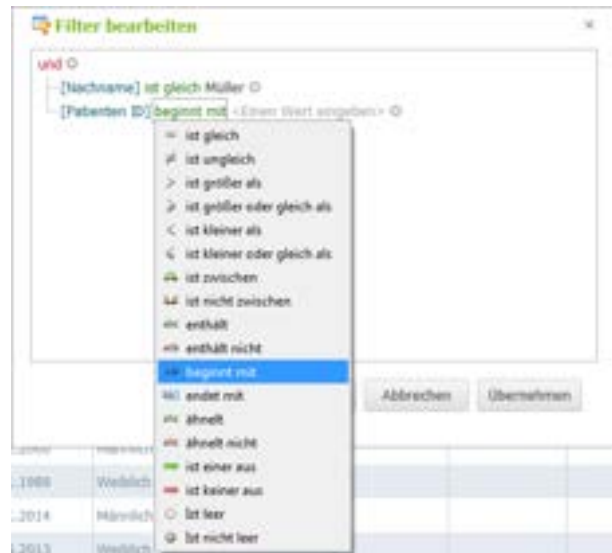 Filter bearbeiten
und
[Nachname] ist gleich Müller
[Patienten ID] beginnt mit <Einen Wert eingeben>
ist gleich
ist ungleich
ist größer als
ist größer oder gleich als
ist kleiner als
ist kleiner oder gleich als
ist zwischen
ist nicht zwischen
enthält
enthält nicht
beginnt mit
endet mit
Abbrechen Übernehmen
ähnelt
ähnelt nicht
ist einer aus
.1988 Weiblich
ist keiner aus
.2014 Männlich
Ist leer
Ist nicht leer
.2013 Weiblich